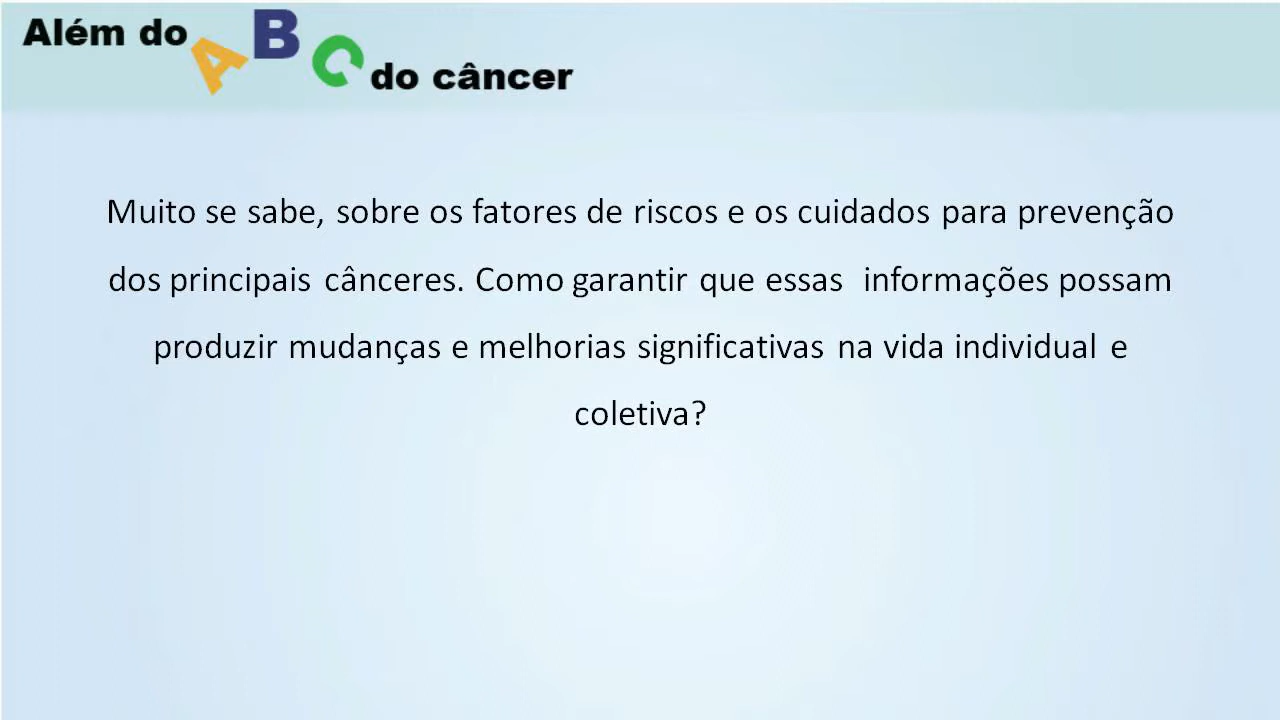 Além do ABC do câncer
Muito se sabe, sobre os fatores de riscos e os cuidados para prevenção
dos principais cânceres. Como garantir que essas informações possam
produzir mudanças e melhorias significativas na vida individual e
coletiva?